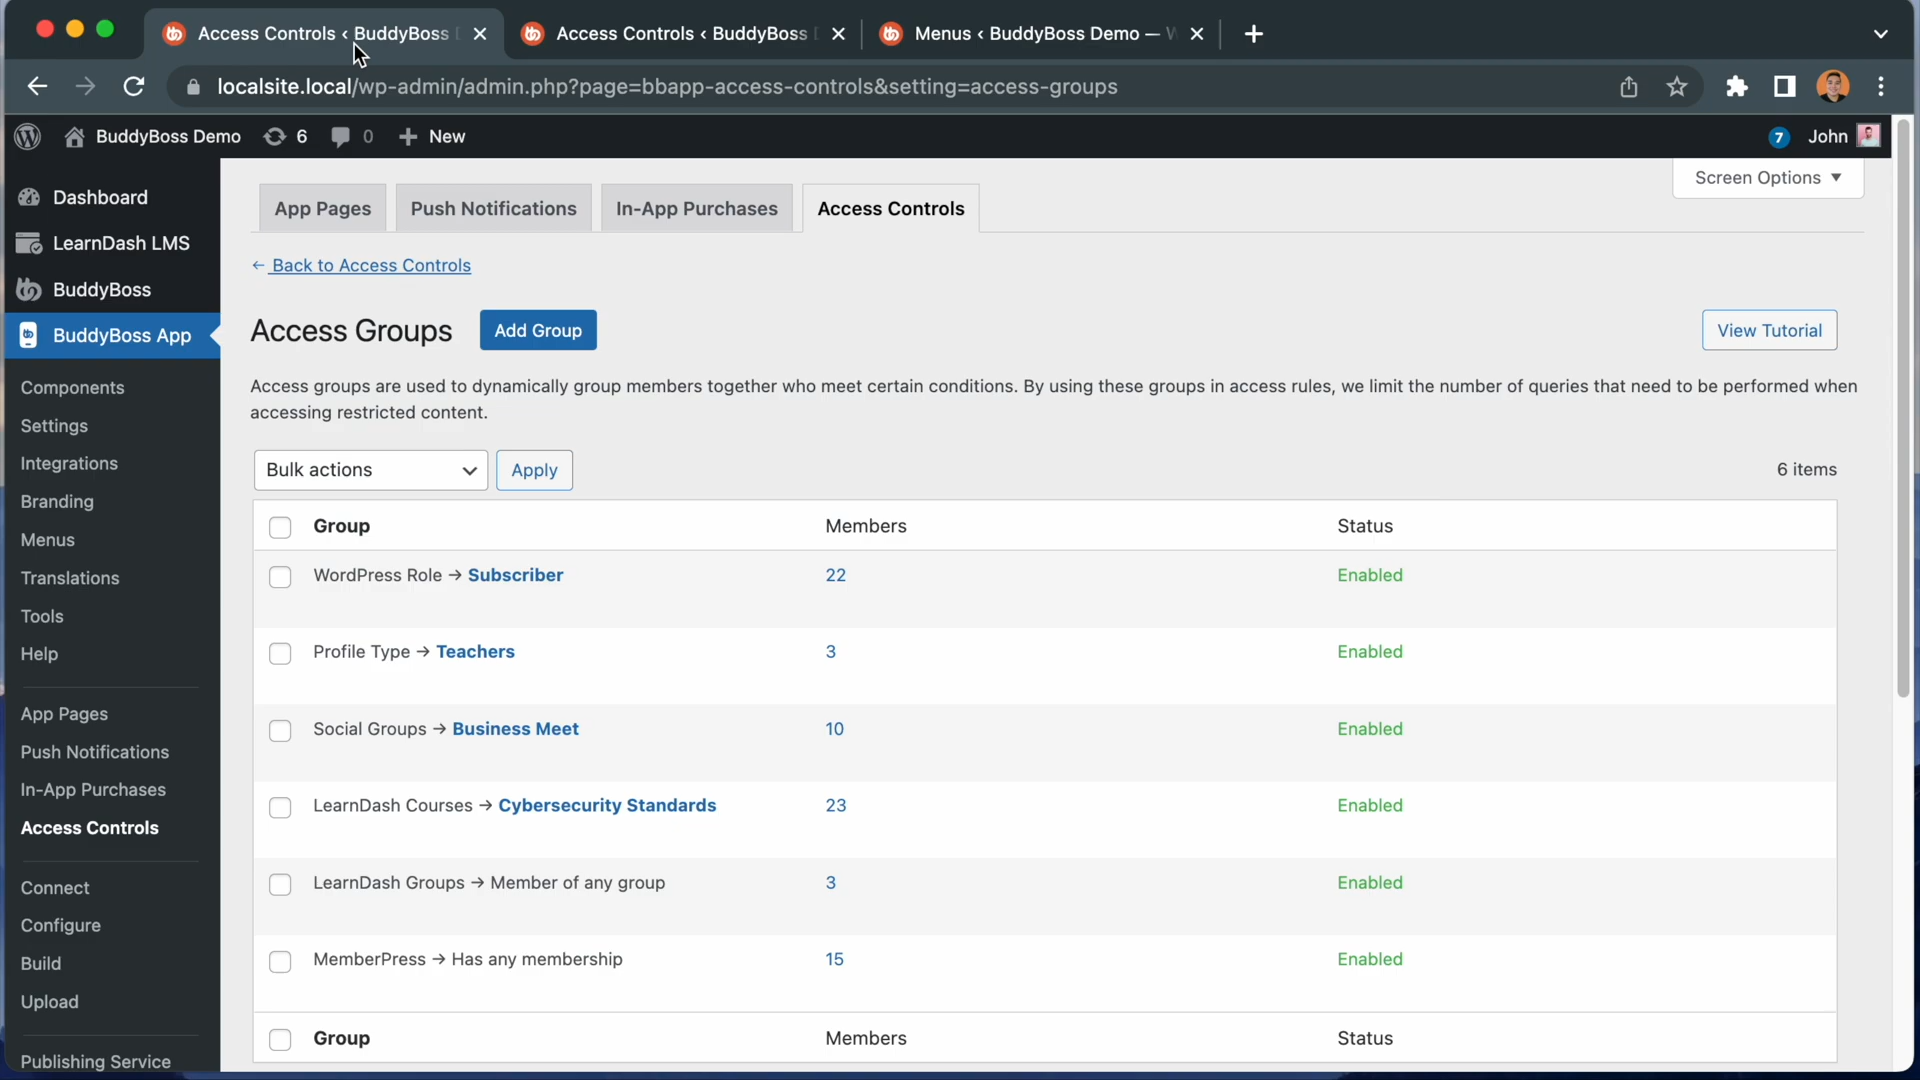 Access Controls ‹ BuddyBoss
Access Controls ‹ BuddyBoss
Menus ‹ BuddyBoss Demo —
localsite.local/wp-admin/admin.php?page=bbapp-access-controls&setting=access-groups
BuddyBoss Demo 6 0 + New
7 John
Screen Options ▼
Dashboard
LearnDash LMS
BuddyBoss
BuddyBoss App
Components
Settings
Integrations
Branding
Menus
Translations
Tools
Help
App Pages
Push Notifications
In-App Purchases
Access Controls
Connect
Configure
Build
Upload
Publishing Service
App Pages Push Notifications In-App Purchases Access Controls
← Back to Access Controls
Access Groups Add Group View Tutorial
Access groups are used to dynamically group members together who meet certain conditions. By using these groups in access rules, we limit the number of queries that need to be performed when
accessing restricted content.
Bulk actions Apply 6 items
Group Members Status
WordPress Role → Subscriber 22 Enabled
Profile Type → Teachers 3 Enabled
Social Groups → Business Meet 10 Enabled
LearnDash Courses → Cybersecurity Standards 23 Enabled
LearnDash Groups → Member of any group 3 Enabled
MemberPress → Has any membership 15 Enabled
Group Members Status